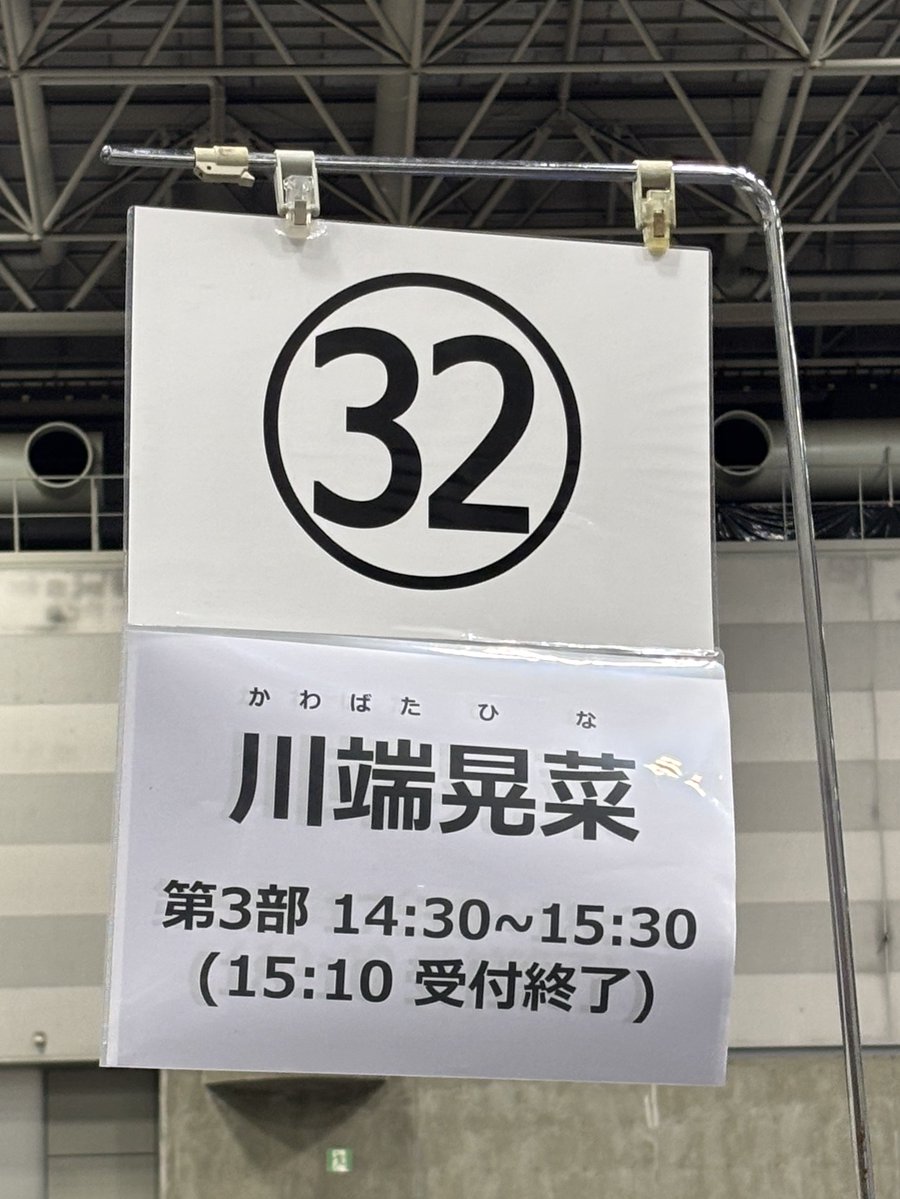 32
かわばた ひな
川端晃菜
第3部 14:30~15:30
(15:10 受付終了)